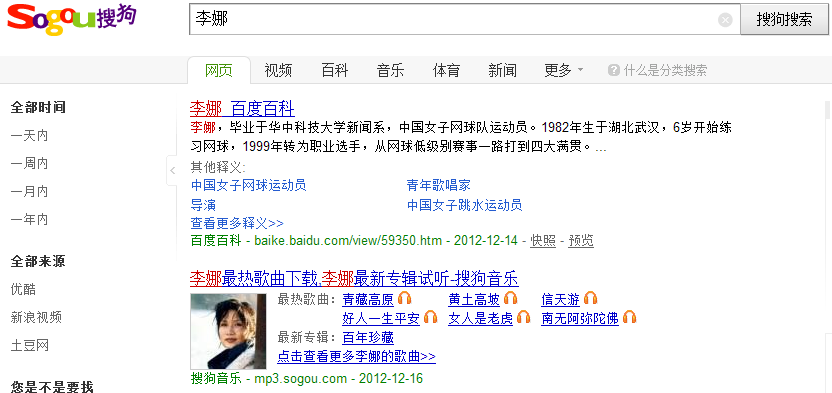 Sogou搜狗
李娜
搜狗搜索
网页 视频 百科 音乐 体育 新闻 更多 什么是分类搜索
全部时间
一天内
一周内
一月内
一年内
全部来源
优酷
新浪视频
土豆网
您是不是要找
李娜_百度百科
李娜，毕业于华中科技大学新闻系，中国女子网球队运动员。1982年生于湖北武汉，6岁开始练
习网球，1999年转为职业选手，从网球低级别赛事一路打到四大满贯。...
其他释义:
中国女子网球运动员 青年歌唱家
导演 中国女子跳水运动员
查看更多释义>>
百度百科 - baike.baidu.com/view/59350.htm - 2012-12-14 - 快照 - 预览
李娜最热歌曲下载,李娜最新专辑试听-搜狗音乐
最热歌曲： 青藏高原 黄土高坡 信天游
好人一生平安 女人是老虎 南无阿弥陀佛
最新专辑： 百年珍藏
点击查看更多李娜的歌曲>>
搜狗音乐 - mp3.sogou.com - 2012-12-16